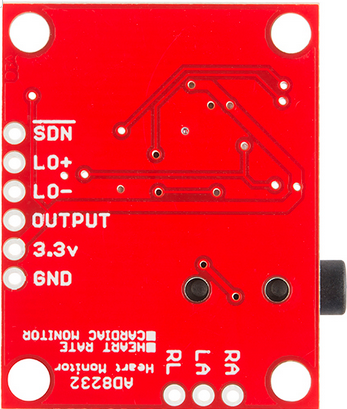 SDN
LO+
LO-
OUTPUT
3.3v
GND
HEART RATE
CARDIAC MONITOR
AD8232
Heart Monitor
RL
LA
RA